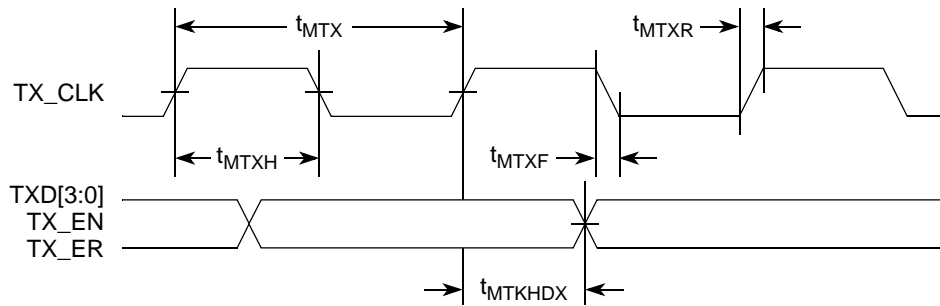 tMTX
tMTXR
TX_CLK
tMTXH
tMTXF
TXD[3:0]
TX_EN
TX_ER
tMTKHDX